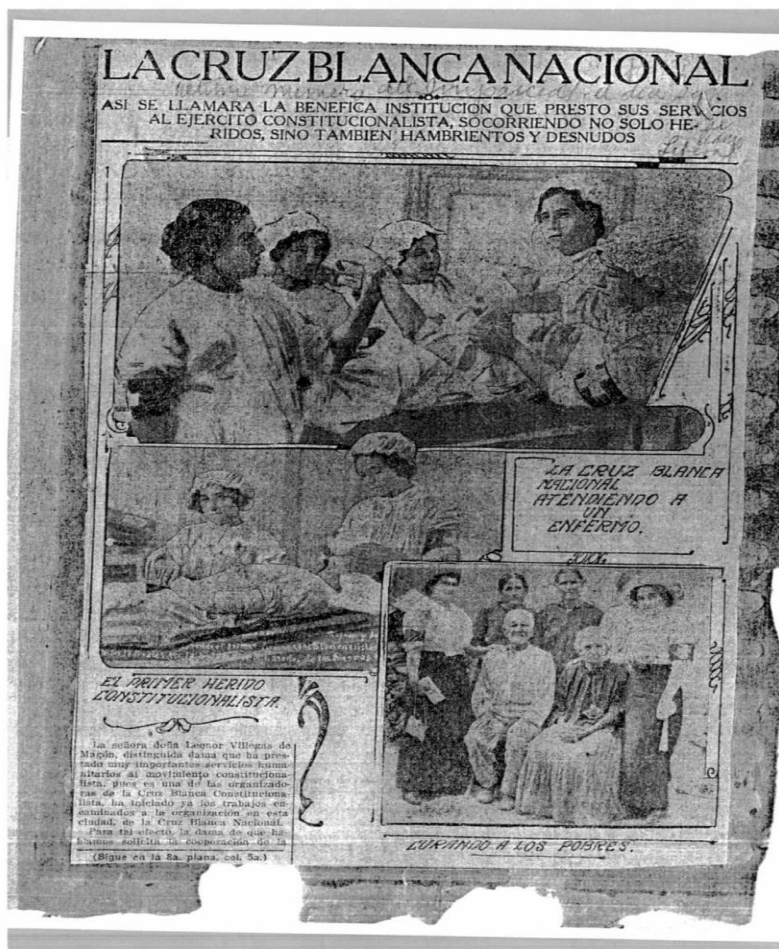 LA CRUZ BLANCA NACIONAL
ASI SE LLAMARA LA BENEFICA INSTITUCION QUE PRESTO SUS SERVICIOS
AL EJERCITO CONSTITUCIONALISTA, SOCORRIENDO NO SOLO HE-
RIDOS, SINO TAMBIEN HAMBRIENTOS Y DESNUDOS
LA CRUZ BLANCA
NACIONAL
ATENDIENDO A
UN
ENFERMO.
EL PRIMER HERIDO
CONSTITUCIONALISTA.
La señora doña Leonor Villegas de
Magón, distinguida dama que ha pres-
tado muy importantes servicios huma-
nitarios al movimiento constituciona-
lista, pues es una de las organizado-
ras de la Cruz Blanca Constituciona-
lista, ha iniciado ya los trabajos en-
caminados a la organización en esta
ciudad, de la Cruz Blanca Nacional.
Para tal efecto, la dama de que ha-
blamos solicita la cooperación de la
(Sigue en la 8a. plana, col. 5a.)
CURANDO A LOS POBRES.